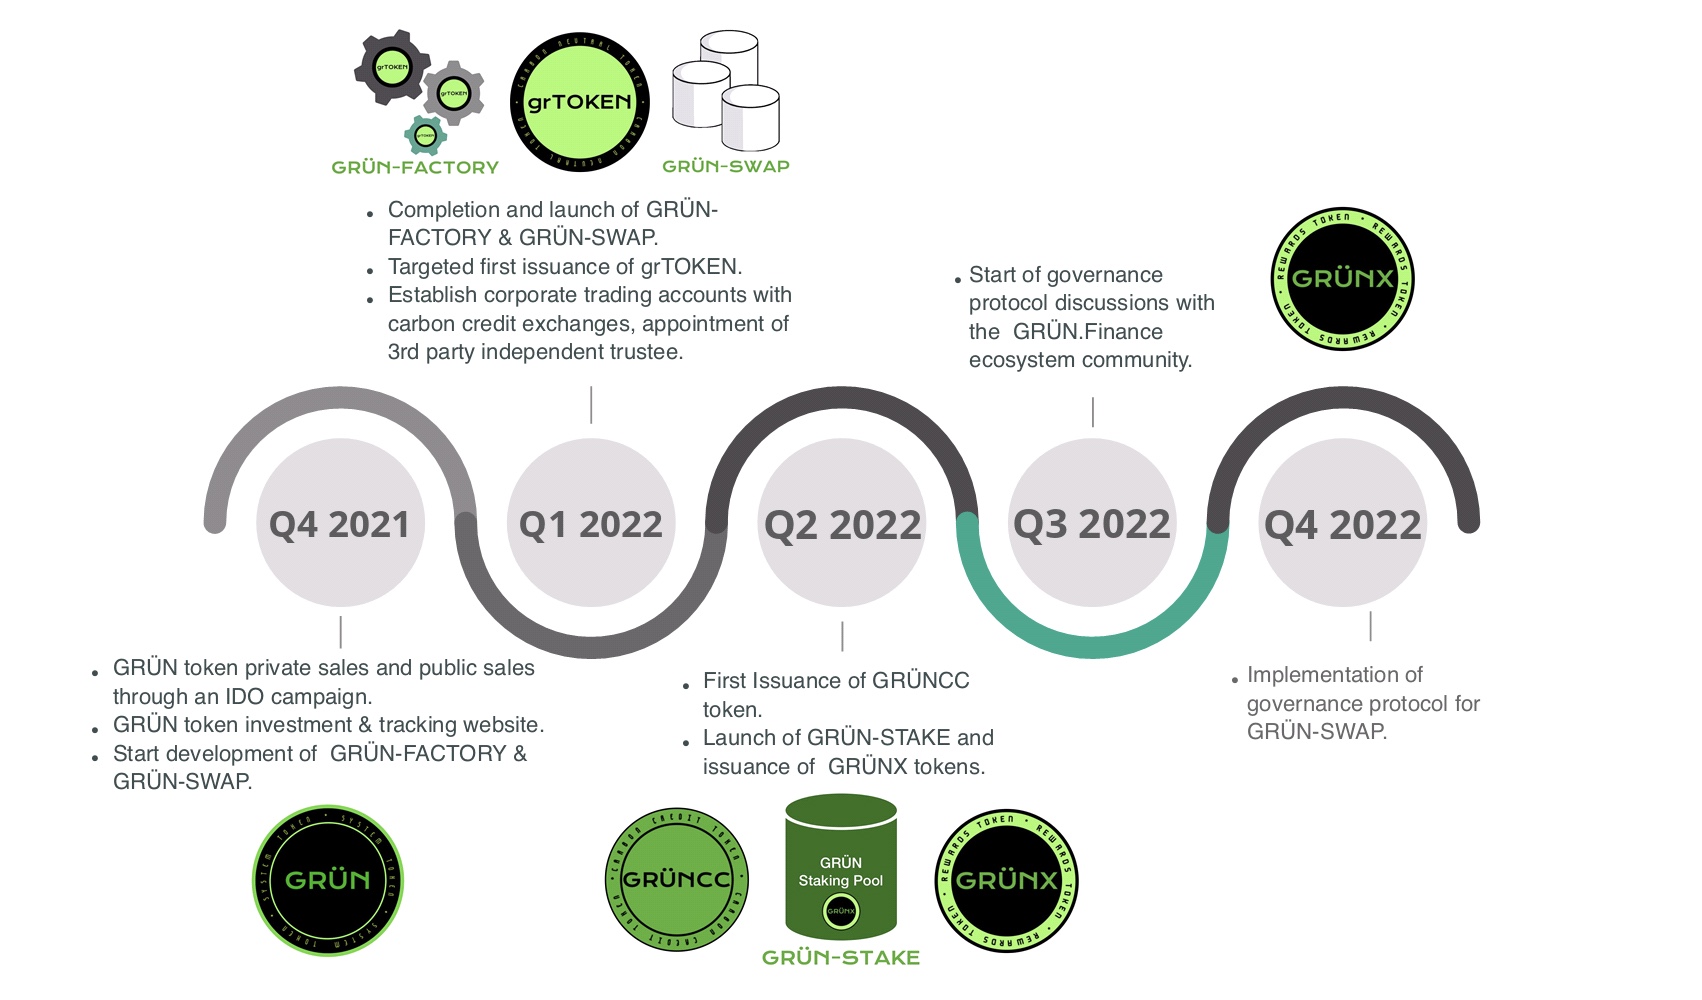 grTOKEN
grTOKEN
grTOKEN
GRÜN-FACTORY
CARBON NEUTRAL TOKEN • CARBON NEUTRAL TOKEN •
grTOKEN
GRÜN-SWAP
• Completion and launch of GRÜN-
FACTORY & GRÜN-SWAP.
• Targeted first issuance of grTOKEN.
• Establish corporate trading accounts with
carbon credit exchanges, appointment of
3rd party independent trustee.
• Start of governance
protocol discussions with
the  GRÜN.Finance
ecosystem community.
REWARDS TOKEN • REWARDS TOKEN • REWARDS TOKEN •
GRÜNX
Q4 2021
Q1 2022
Q2 2022
Q3 2022
Q4 2022
• GRÜN token private sales and public sales
through an IDO campaign.
• GRÜN token investment & tracking website.
• Start development of  GRÜN-FACTORY &
GRÜN-SWAP.
• First Issuance of GRÜNCC
token.
• Launch of GRÜN-STAKE and
issuance of  GRÜNX tokens.
• Implementation of
governance protocol for
GRÜN-SWAP.
SYSTEM TOKEN • SYSTEM TOKEN • SYSTEM TOKEN •
GRÜN
CARBON CREDIT TOKEN • CARBON CREDIT TOKEN •
GRÜNCC
GRÜN
Staking Pool
GRÜNX
GRÜN-STAKE
REWARDS TOKEN • REWARDS TOKEN • REWARDS TOKEN •
GRÜNX